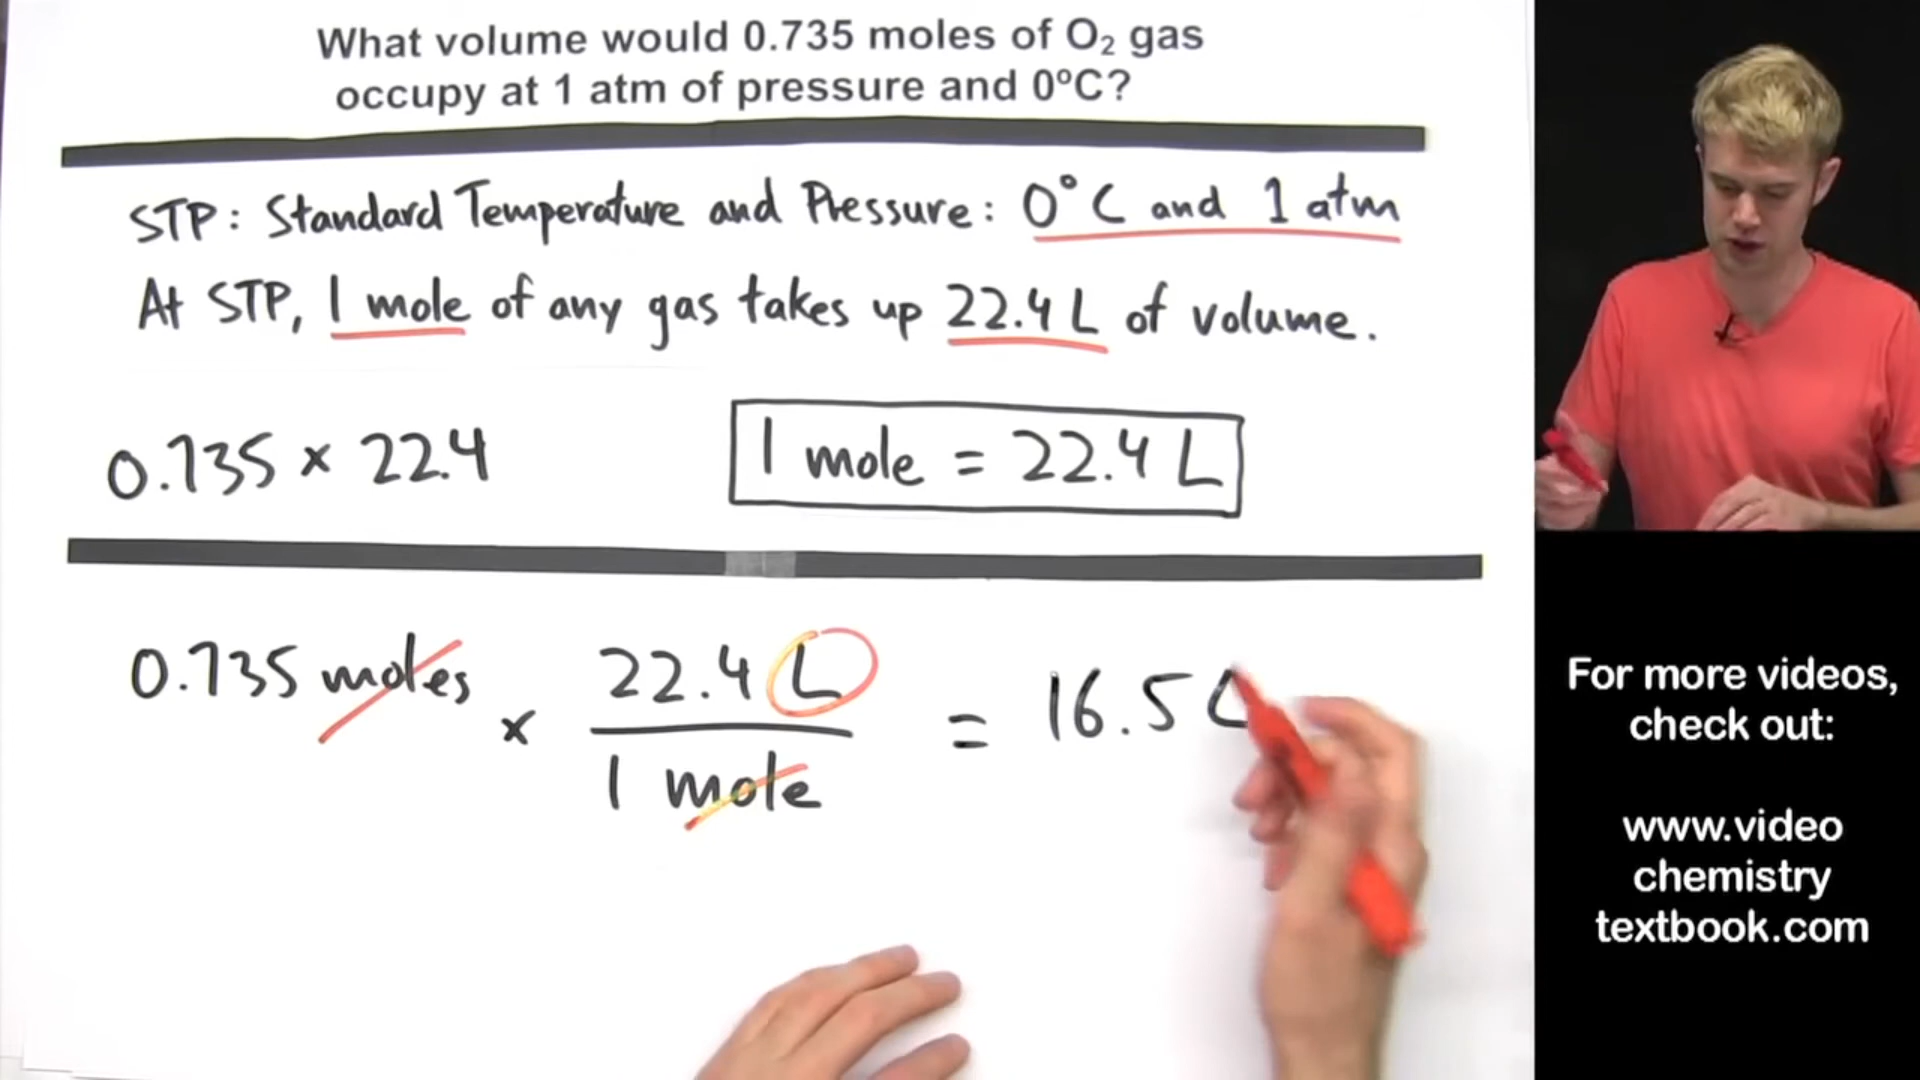 What volume would 0.735 moles of O₂ gas
occupy at 1 atm of pressure and 0ºC?
STP: Standard Temperature and Pressure: 0°C and 1 atm
At STP, 1 mole of any gas takes up 22.4 L of volume.
0.735 × 22.4
1 mole = 22.4 L
0.735 moles × 22.4 L / 1 mole = 16.5 L
For more videos,
check out:
www.video
chemistry
textbook.com